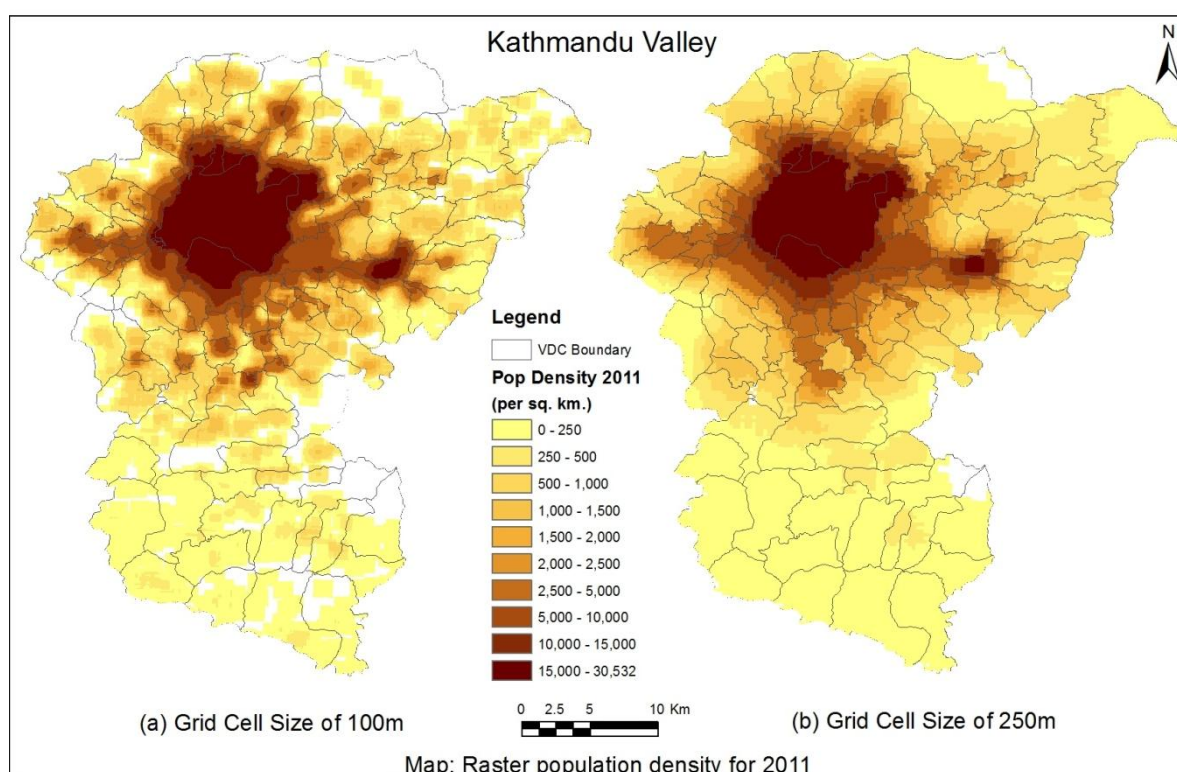 Kathmandu Valley
N
Legend
VDC Boundary
Pop Density 2011
(per sq. km.)
0 - 250
250 - 500
500 - 1,000
1,000 - 1,500
1,500 - 2,000
2,000 - 2,500
2,500 - 5,000
5,000 - 10,000
10,000 - 15,000
15,000 - 30,532
0 2.5 5 10 Km
(a) Grid Cell Size of 100m
(b) Grid Cell Size of 250m
Map: Raster population density for 2011